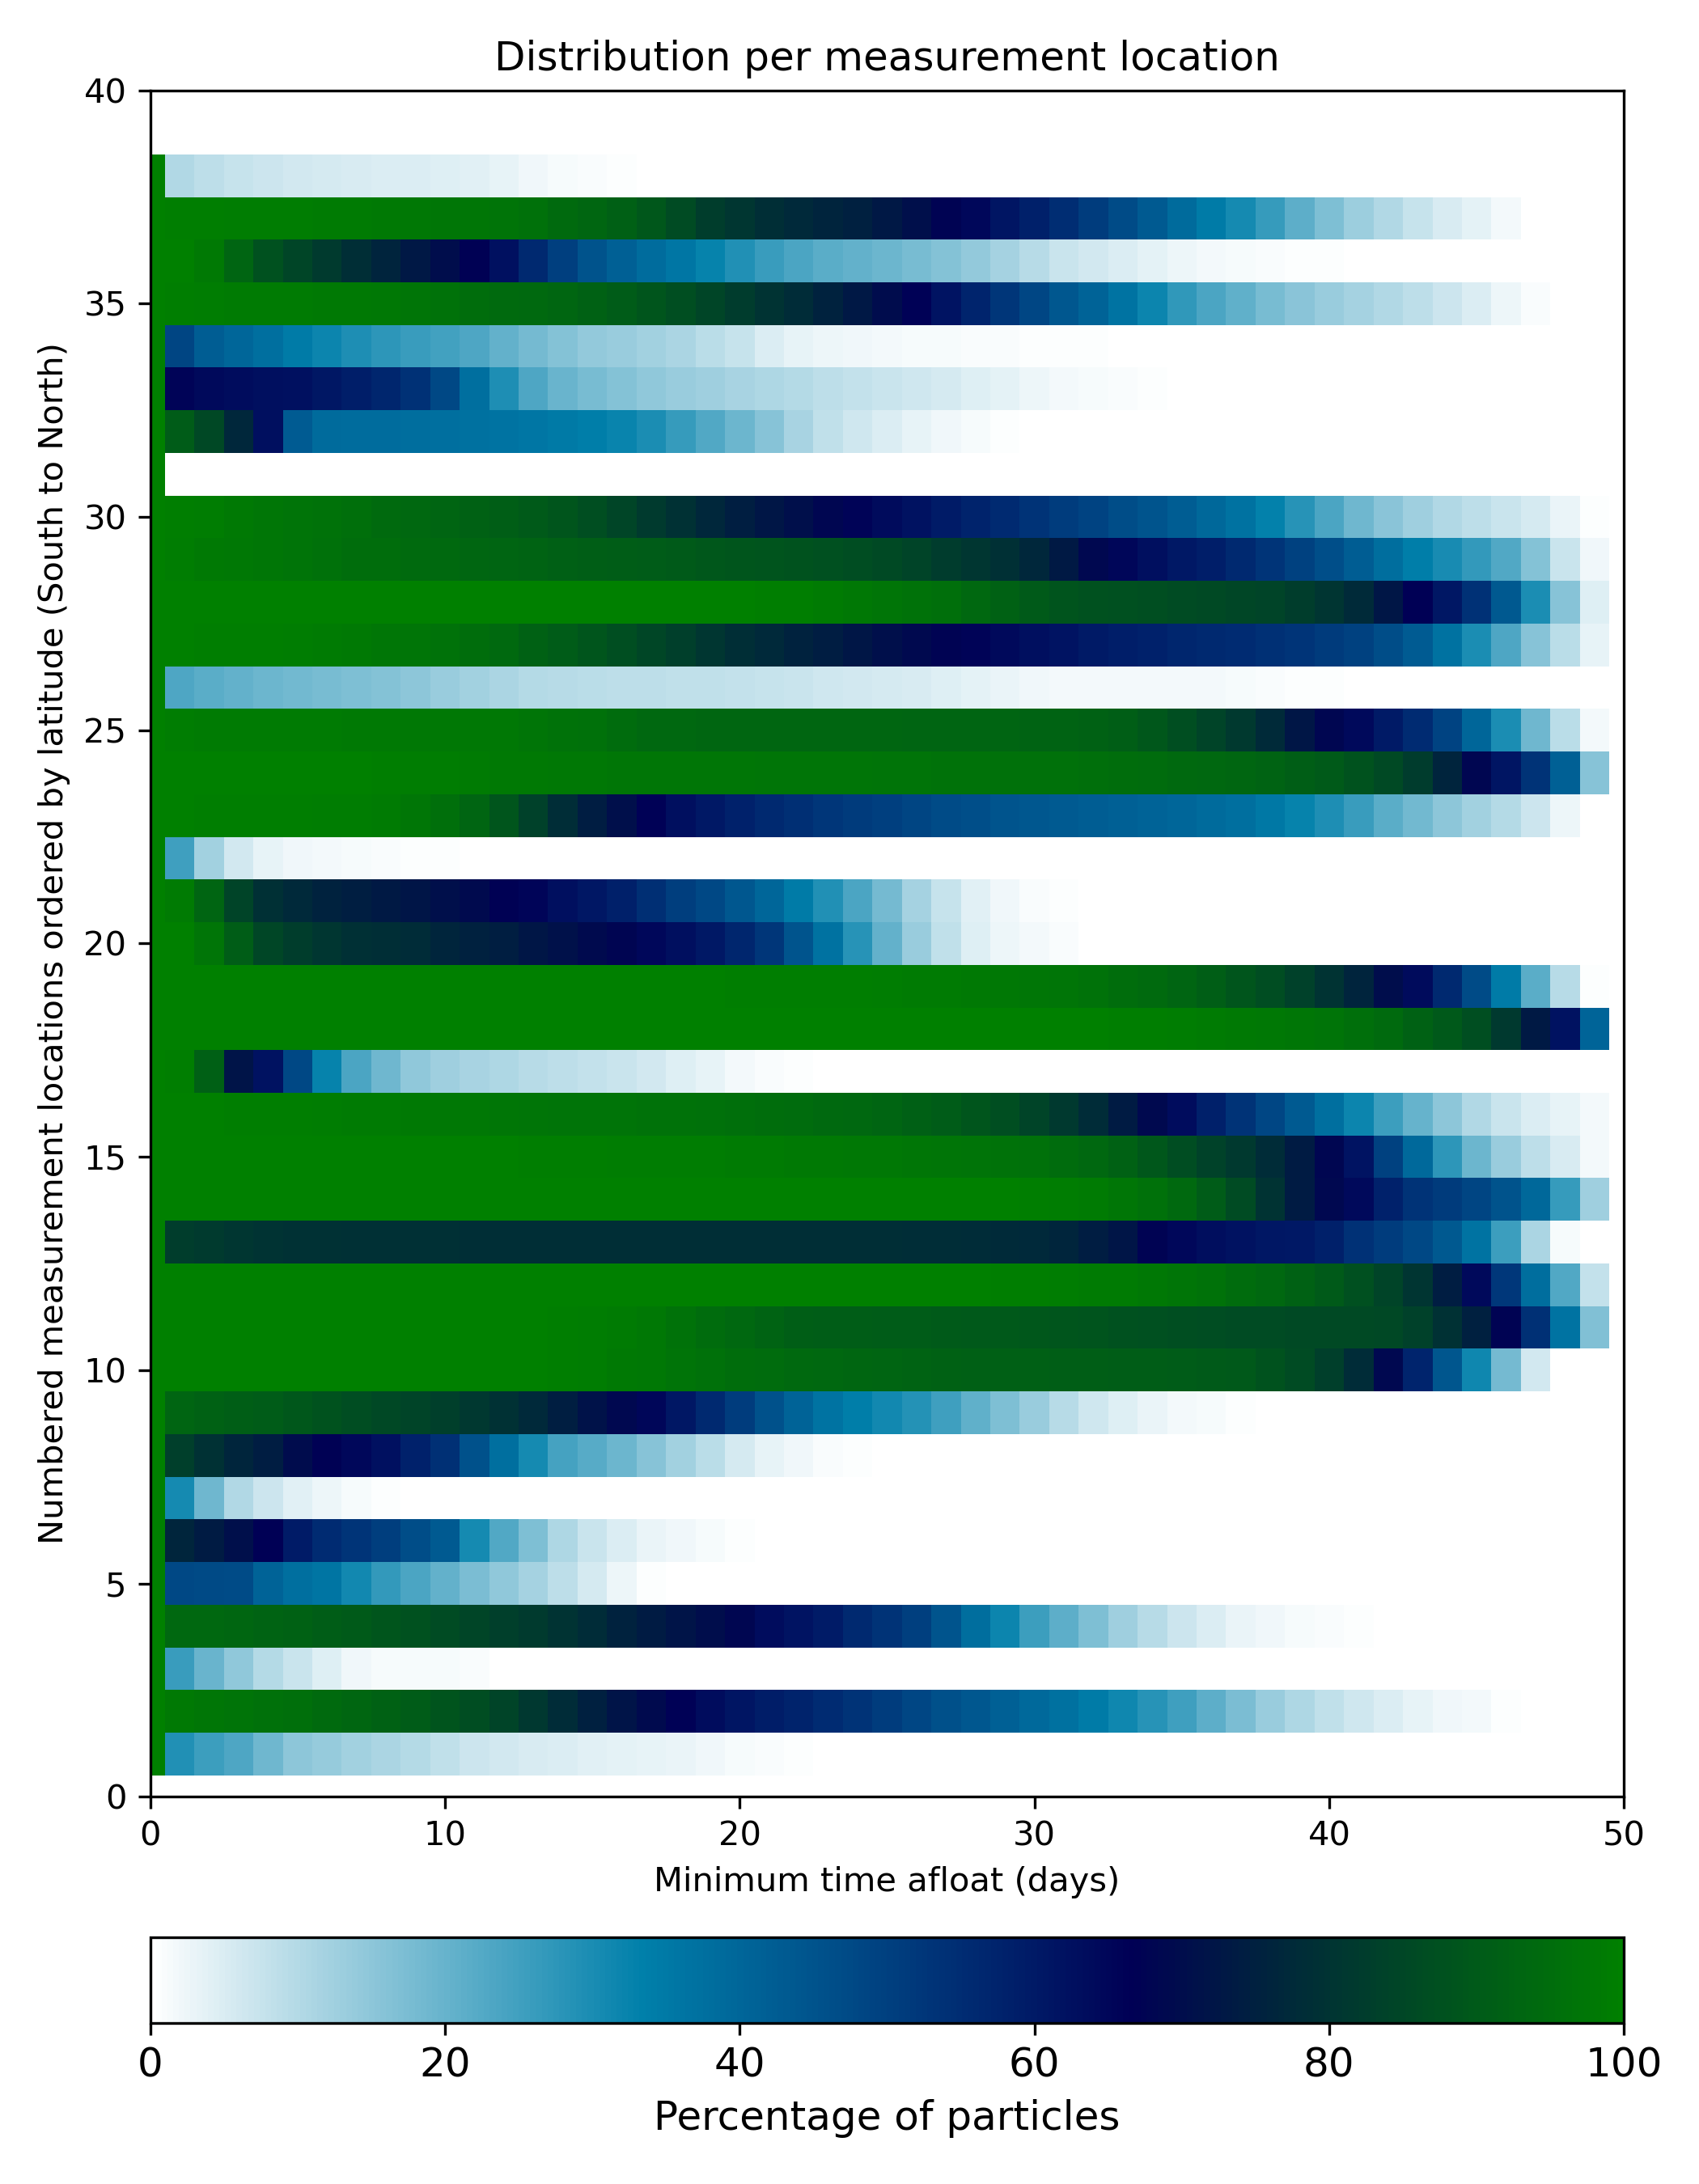 Distribution per measurement location
Numbered measurement locations ordered by latitude (South to North)
40
35
30
25
20
15
10
5
0
0 10 20 30 40 50
Minimum time afloat (days)
0 20 40 60 80 100
Percentage of particles